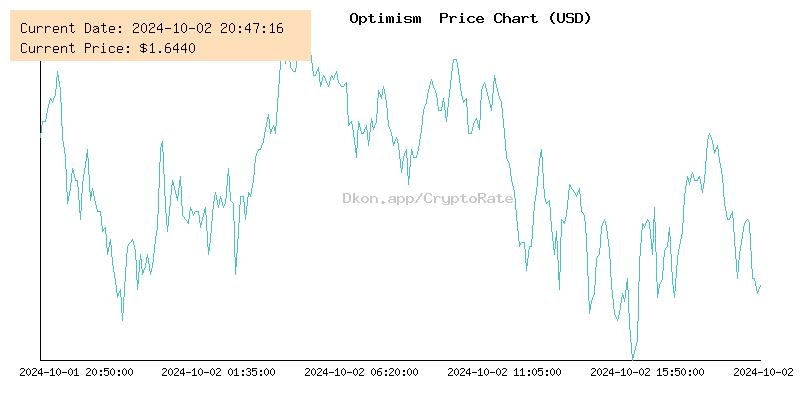 Optimism Price Chart (USD)
Current Date: 2024-10-02 20:47:16
Current Price: $1.6440
Dkon.app/CryptoRate
2024-10-01 20:50:00 2024-10-02 01:35:00 2024-10-02 06:20:00 2024-10-02 11:05:00 2024-10-02 15:50:00 2024-10-02